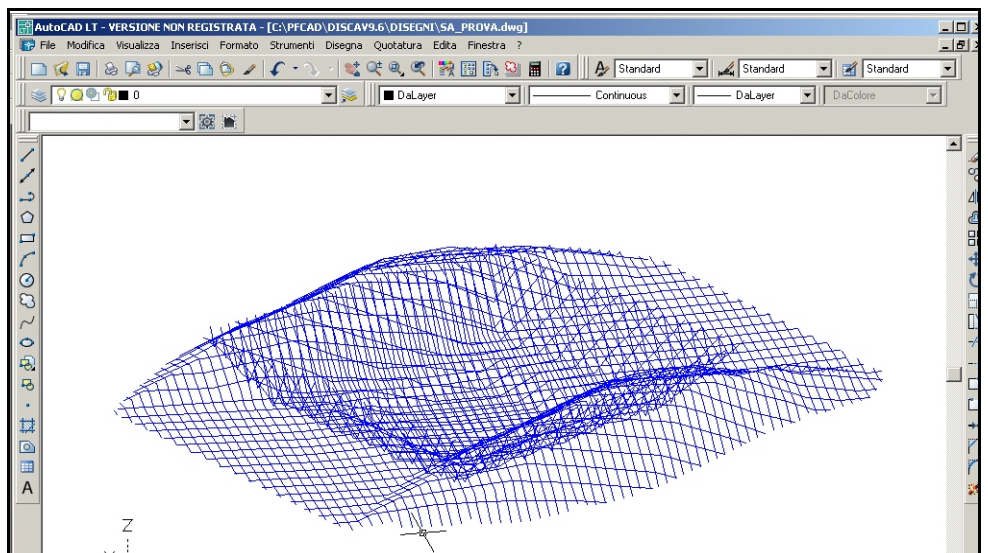 AutoCAD LT - VERSIONE NON REGISTRATA - [C:\PFCAD\DISCAV9.6\DISEGNI\SA_PROVA.dwg]
File Modifica Visualizza Inserisci Formato Strumenti Disegna Quotatura Edita Finestra ?
Standard Standard Standard
0 DaLayer Continuous DaLayer DaColore
A
Z